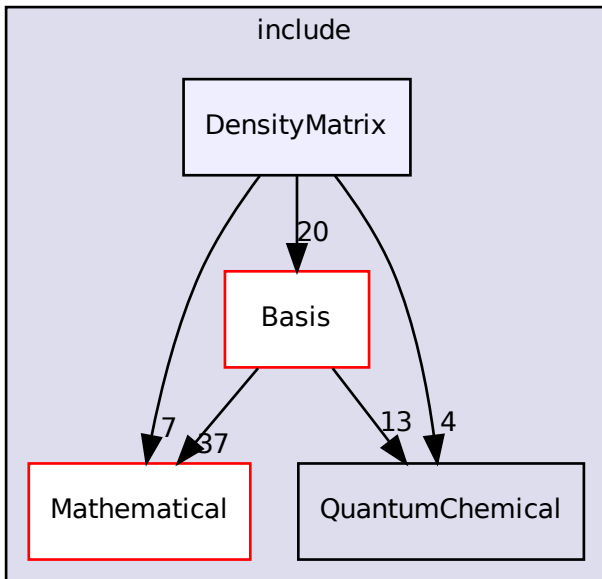 include
DensityMatrix
20
Basis
7
37
13
4
Mathematical
QuantumChemical